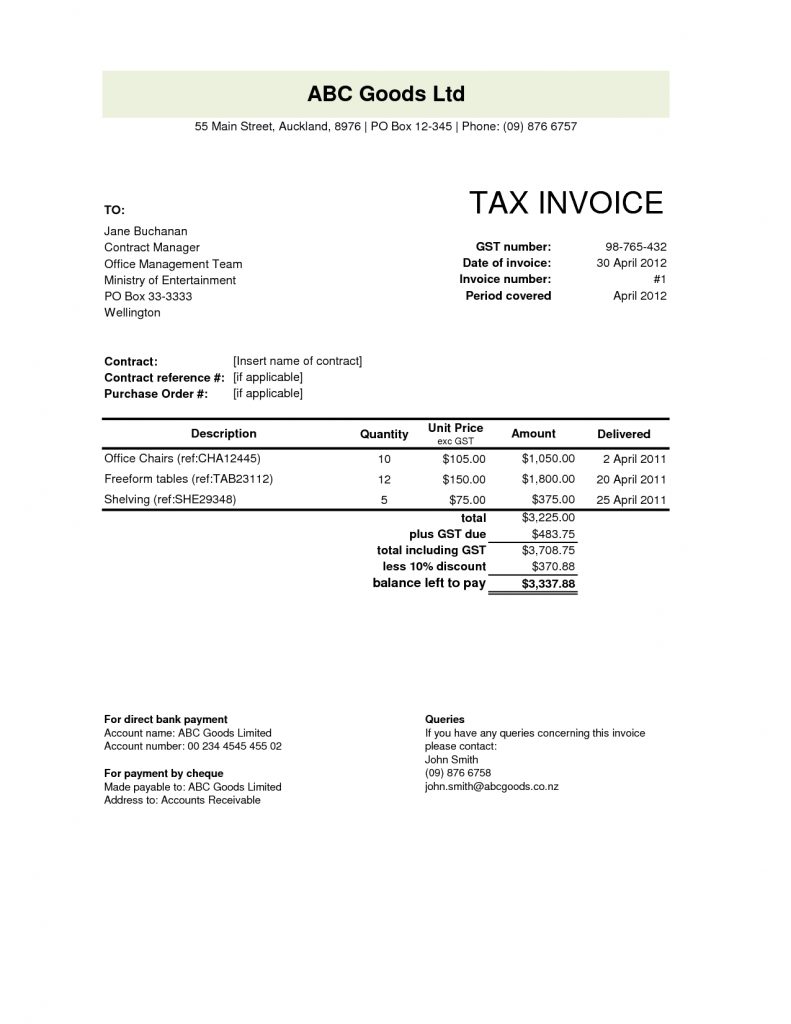 ABC Goods Ltd
55 Main Street, Auckland, 8976 | PO Box 12-345 | Phone: (09) 876 6757
TAX INVOICE
TO:
Jane Buchanan
Contract Manager
Office Management Team
Ministry of Entertainment
PO Box 33-3333
Wellington
GST number: 98-765-432
Date of invoice: 30 April 2012
Invoice number: #1
Period covered April 2012
Contract: [Insert name of contract]
Contract reference #: [if applicable]
Purchase Order #: [if applicable]
Description Quantity Unit Price exc GST Amount Delivered
Office Chairs (ref:CHA12445) 10 $105.00 $1,050.00 2 April 2011
Freeform tables (ref:TAB23112) 12 $150.00 $1,800.00 20 April 2011
Shelving (ref:SHE29348) 5 $75.00 $375.00 25 April 2011
total $3,225.00
plus GST due $483.75
total including GST $3,708.75
less 10% discount $370.88
balance left to pay $3,337.88
For direct bank payment
Account name: ABC Goods Limited
Account number: 00 234 4545 455 02
For payment by cheque
Made payable to: ABC Goods Limited
Address to: Accounts Receivable
Queries
If you have any queries concerning this invoice
please contact:
John Smith
(09) 876 6758
john.smith@abcgoods.co.nz